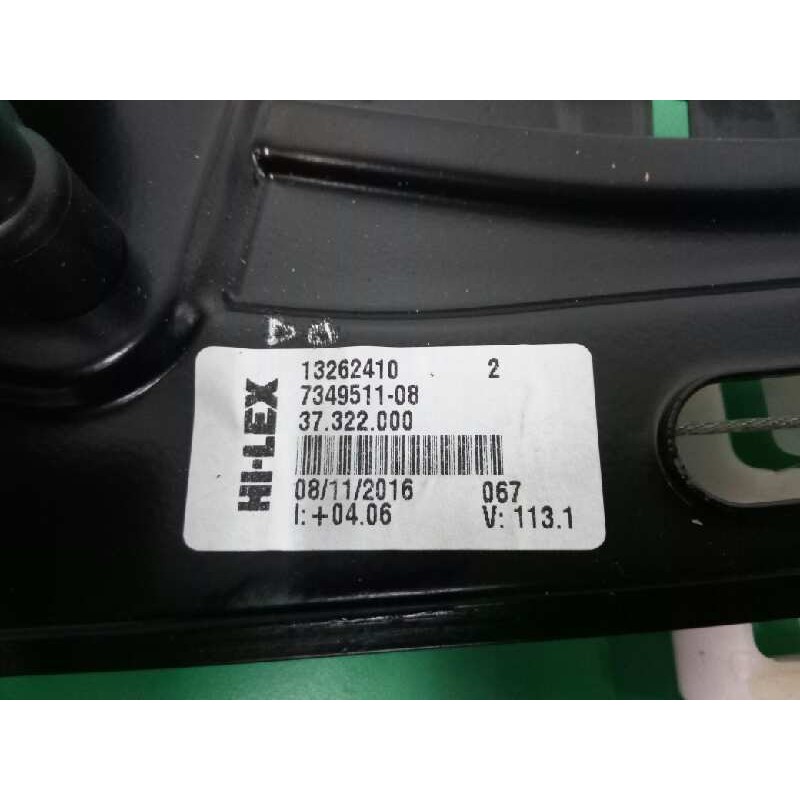 HI-LEX
13262410 2
7349511-08
37.322.000
08/11/2016 067
I:+04.06 V: 113.1